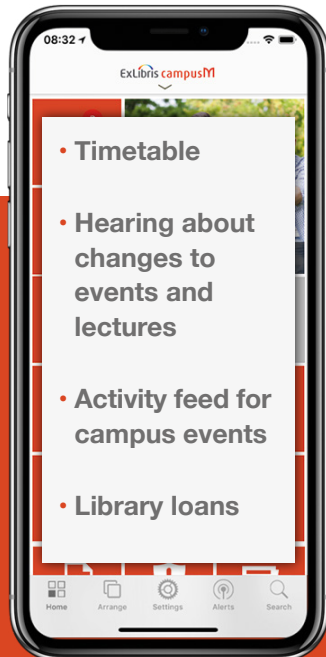 08:32
ExLibris campusM
• Timetable
• Hearing about
changes to
events and
lectures
• Activity feed for
campus events
• Library loans
Home Arrange Settings Alerts Search